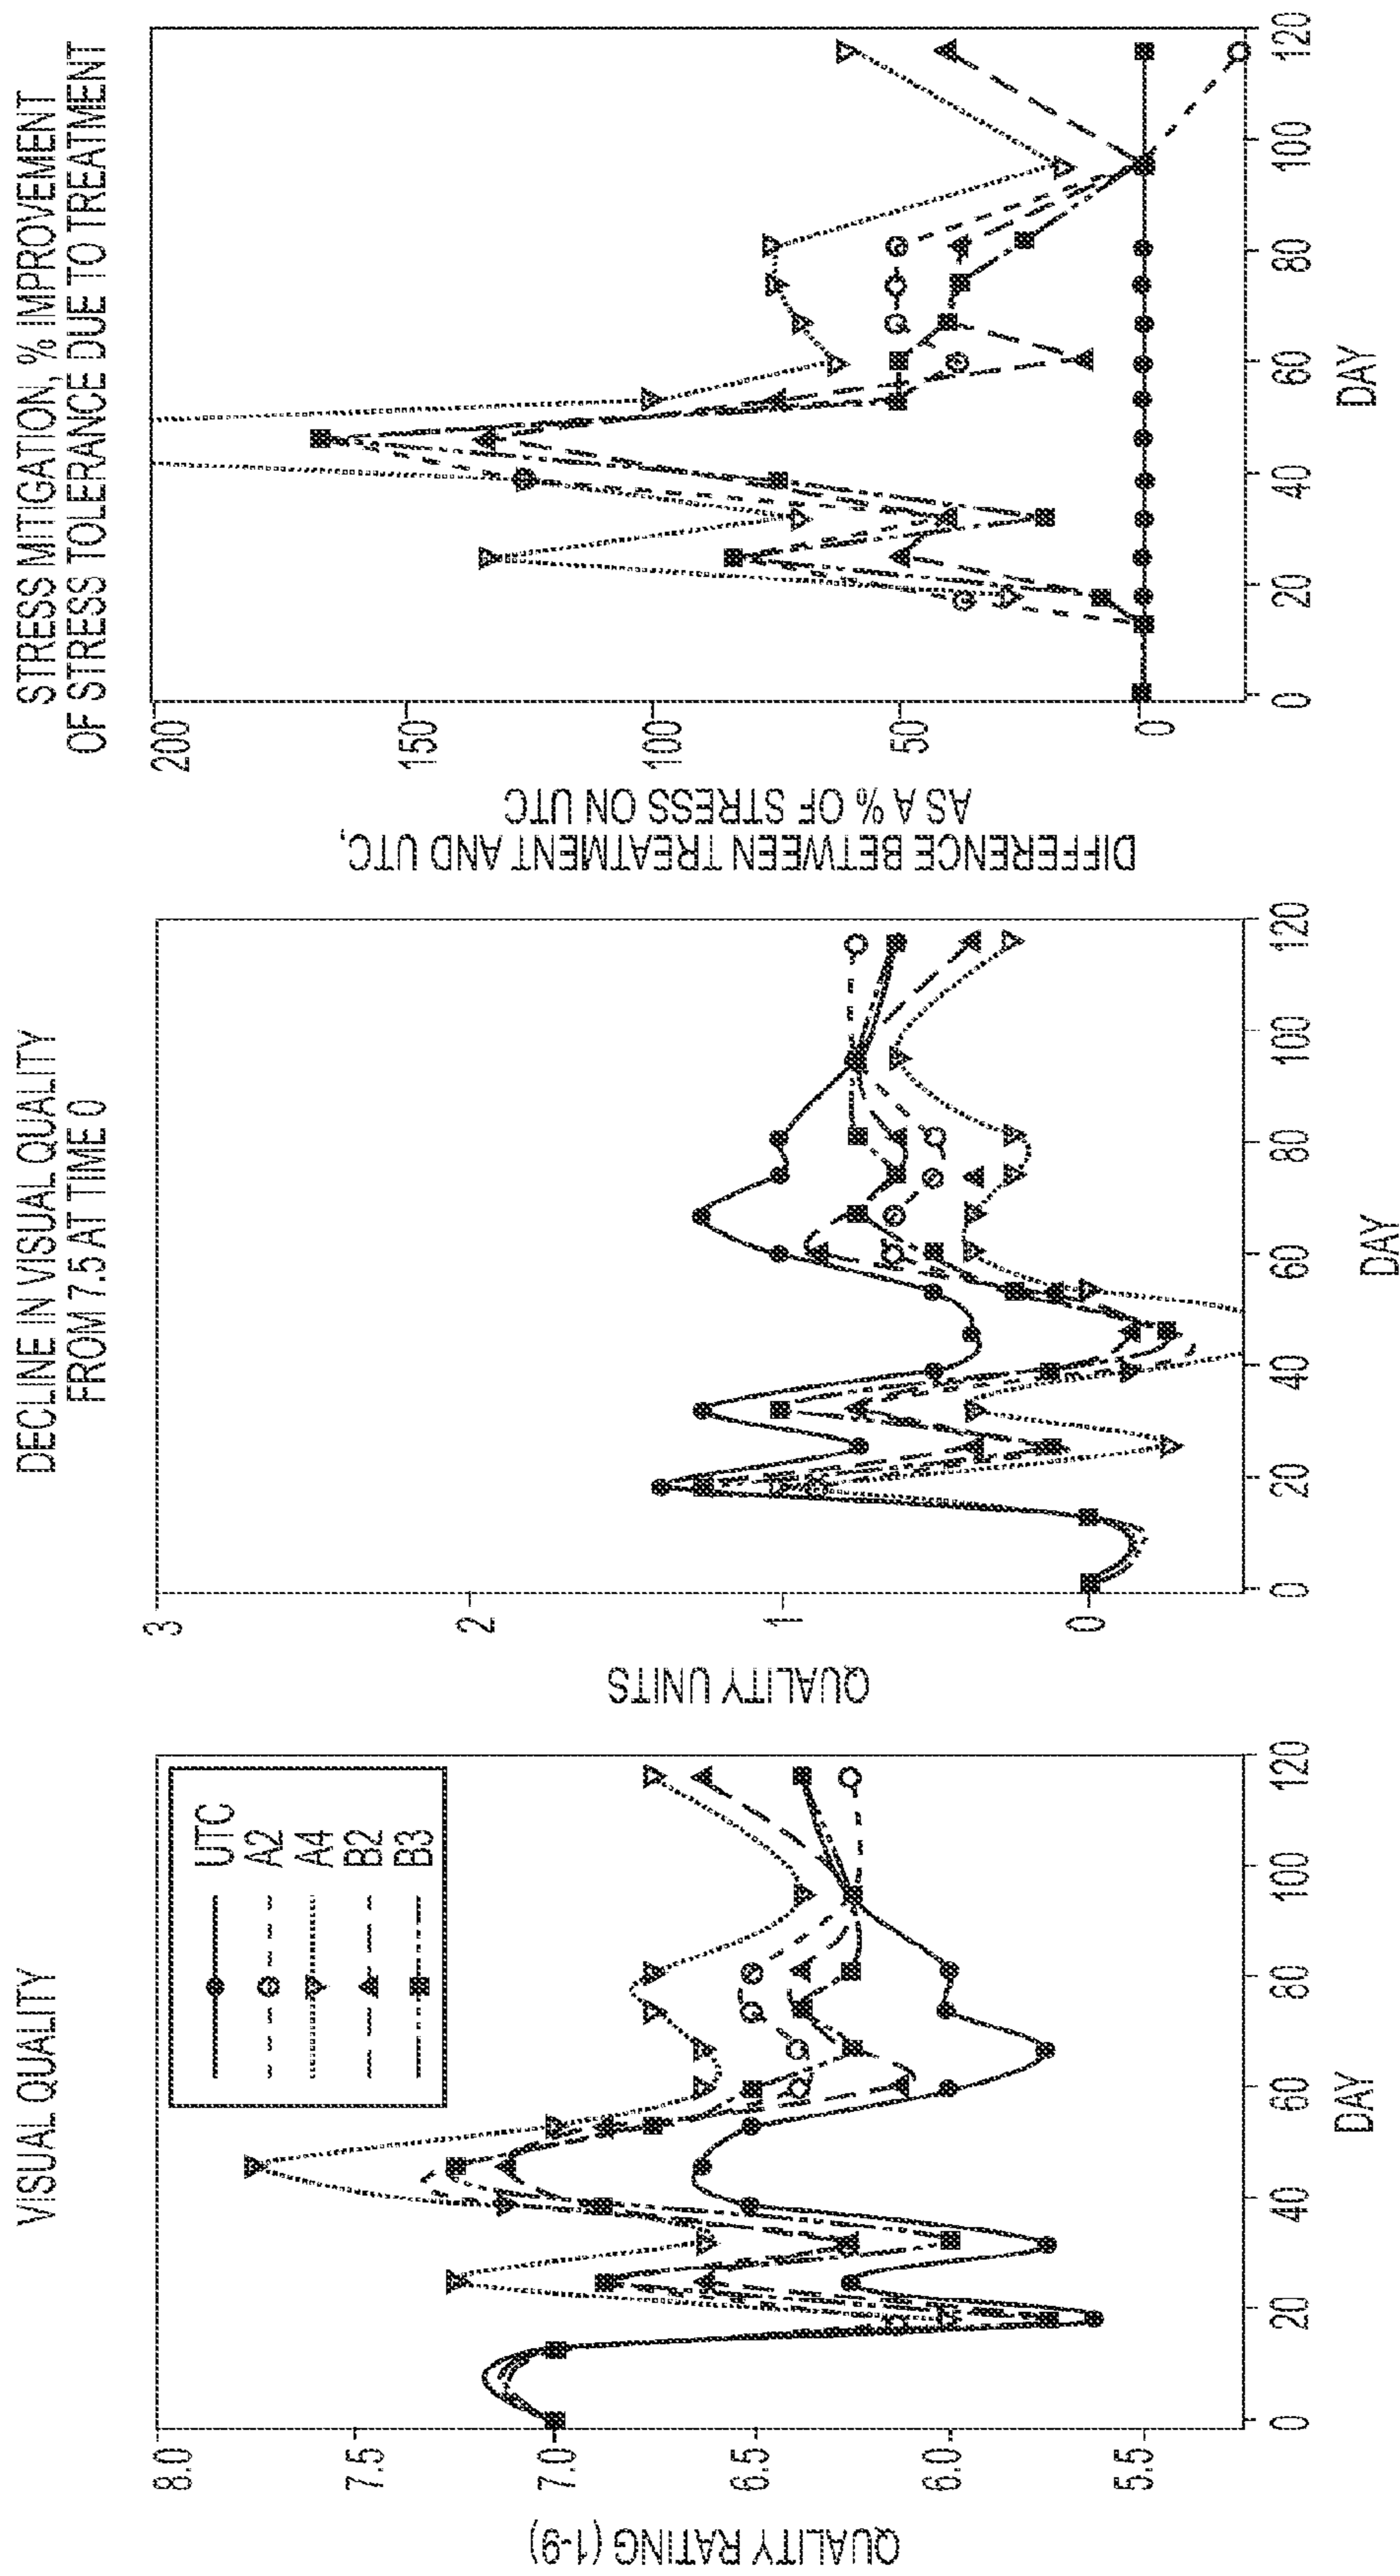 VISUAL QUALITY
QUALITY RATING (1-9)
8.0
7.5
7.0
6.5
6.0
5.5
0
20
40
60
80
100
120
DAY
UTC
A2
A4
B2
B3
DECLINE IN VISUAL QUALITY
FROM 7.5 AT TIME 0
QUALITY UNITS
3
2
1
0
0
20
40
60
80
100
120
DAY
STRESS MITIGATION, % IMPROVEMENT
OF STRESS TOLERANCE DUE TO TREATMENT
DIFFERENCE BETWEEN TREATMENT AND UTC,
AS A % OF STRESS ON UTC
200
150
100
50
0
0
20
40
60
80
100
120
DAY